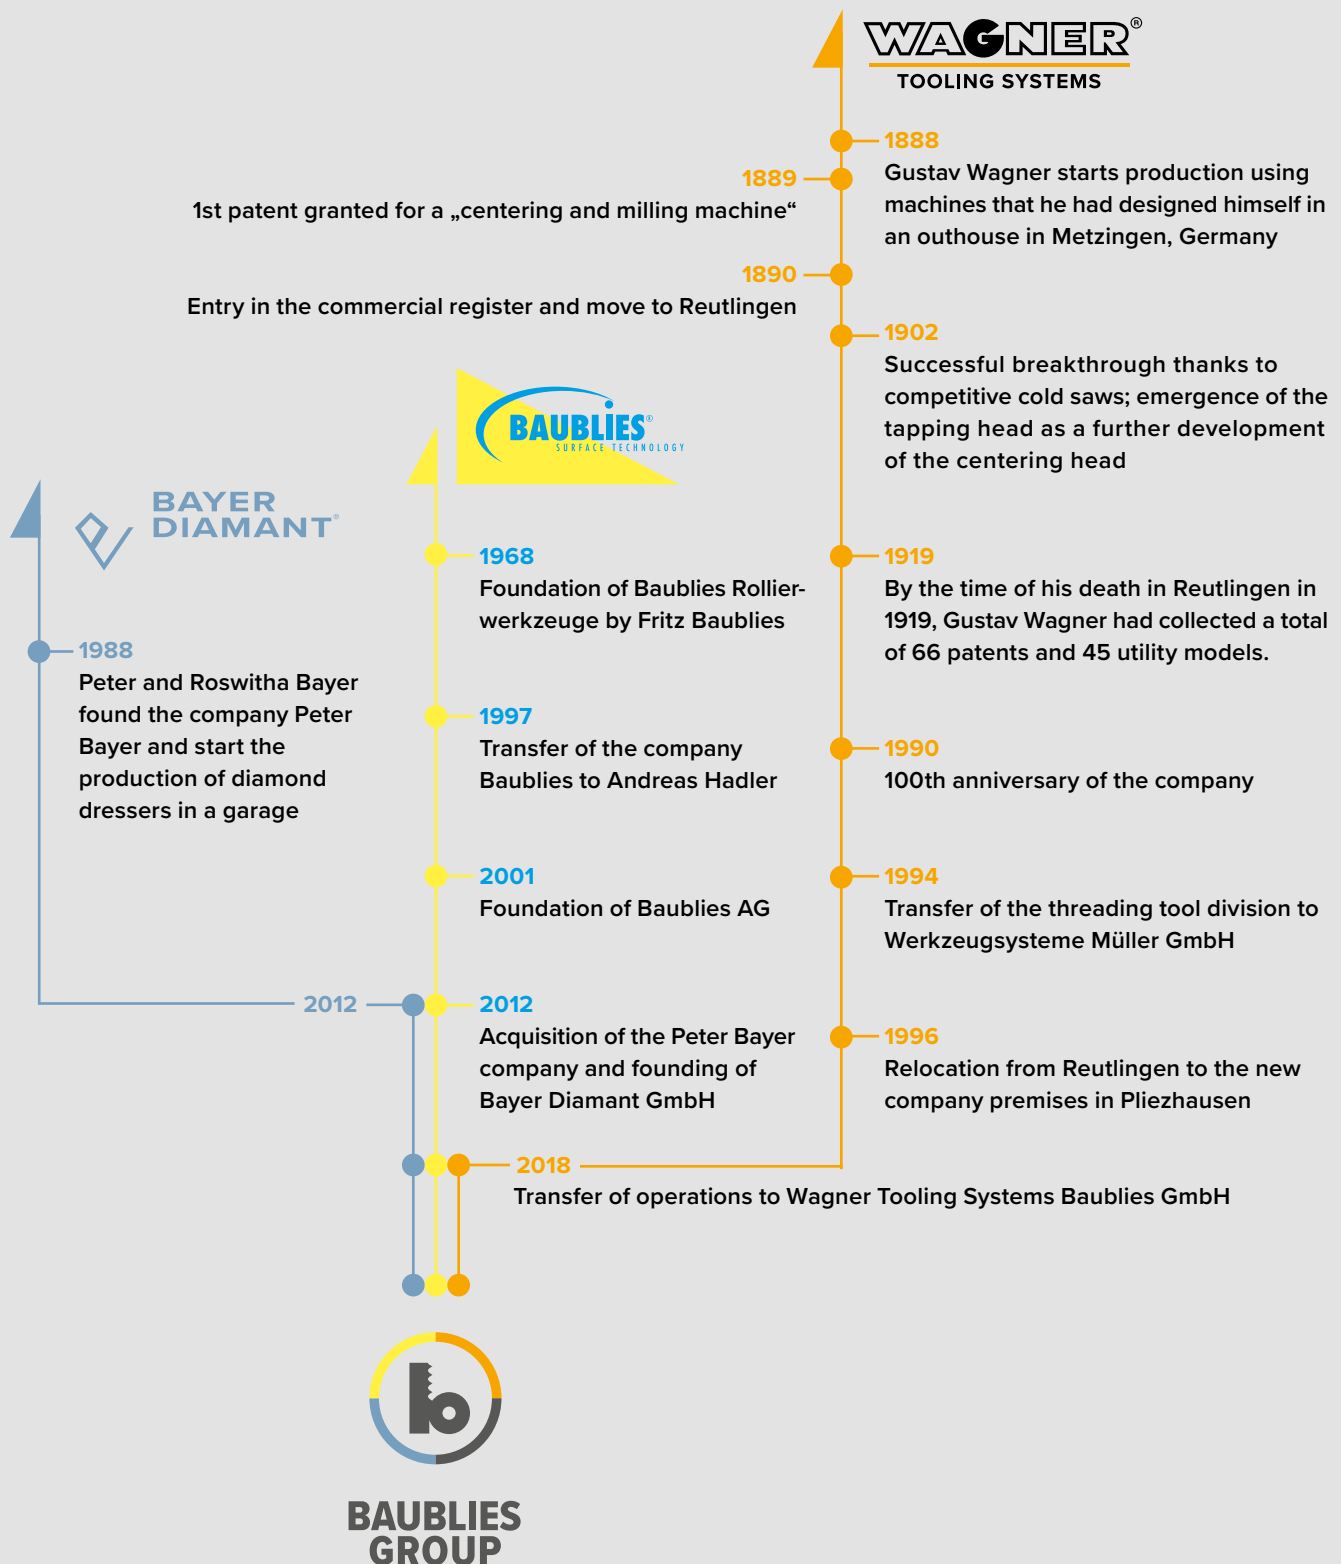 WAGNER®
TOOLING SYSTEMS
1888
Gustav Wagner starts production using
machines that he had designed himself in
an outhouse in Metzingen, Germany
1889
1st patent granted for a „centering and milling machine“
1890
Entry in the commercial register and move to Reutlingen
1902
Successful breakthrough thanks to
competitive cold saws; emergence of the
tapping head as a further development
of the centering head
1919
By the time of his death in Reutlingen in
1919, Gustav Wagner had collected a total
of 66 patents and 45 utility models.
1990
100th anniversary of the company
1994
Transfer of the threading tool division to
Werkzeugsysteme Müller GmbH
1996
Relocation from Reutlingen to the new
company premises in Pliezhausen
BAUBLIES®
SURFACE TECHNOLOGY
1968
Foundation of Baublies Rollier-
werkzeuge by Fritz Baublies
1997
Transfer of the company
Baublies to Andreas Hadler
2001
Foundation of Baublies AG
2012
Acquisition of the Peter Bayer
company and founding of
Bayer Diamant GmbH
BAYER
DIAMANT®
1988
Peter and Roswitha Bayer
found the company Peter
Bayer and start the
production of diamond
dressers in a garage
2012
2018
Transfer of operations to Wagner Tooling Systems Baublies GmbH
b
BAUBLIES
GROUP